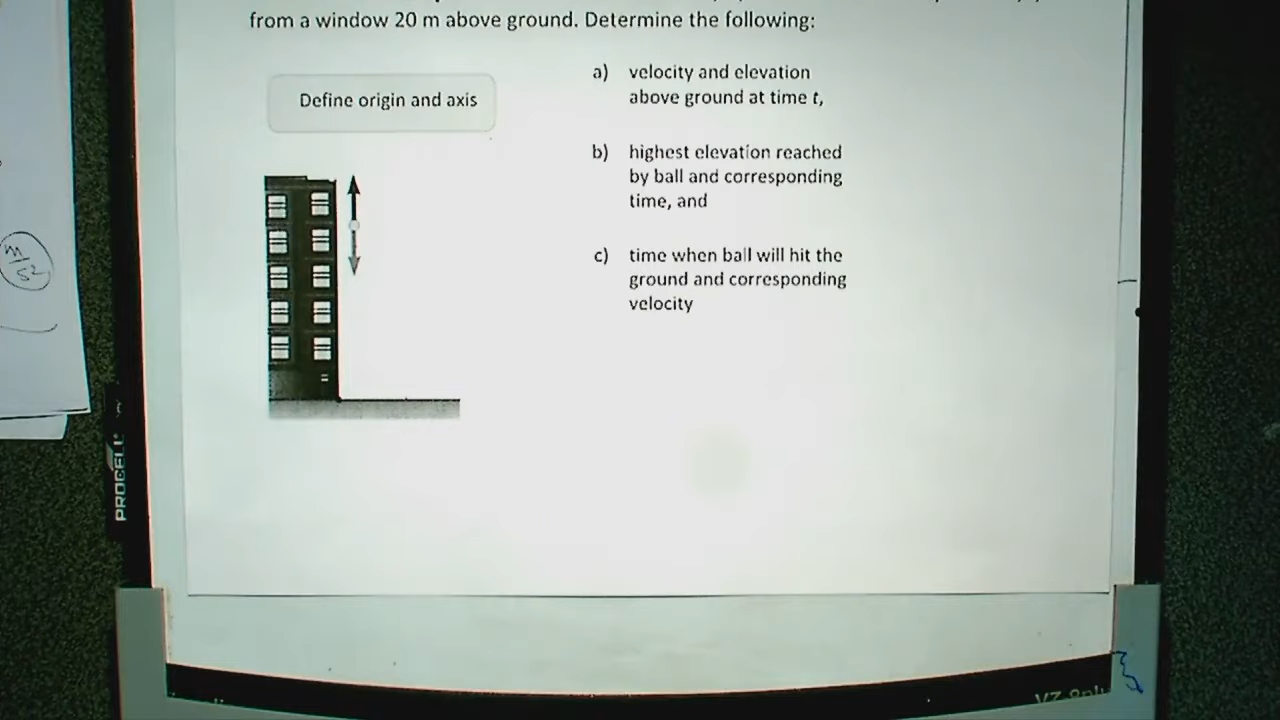 from a window 20 m above ground. Determine the following:
Define origin and axis
a) velocity and elevation
above ground at time t,
b) highest elevation reached
by ball and corresponding
time, and
c) time when ball will hit the
ground and corresponding
velocity
m/s²
PROCELL